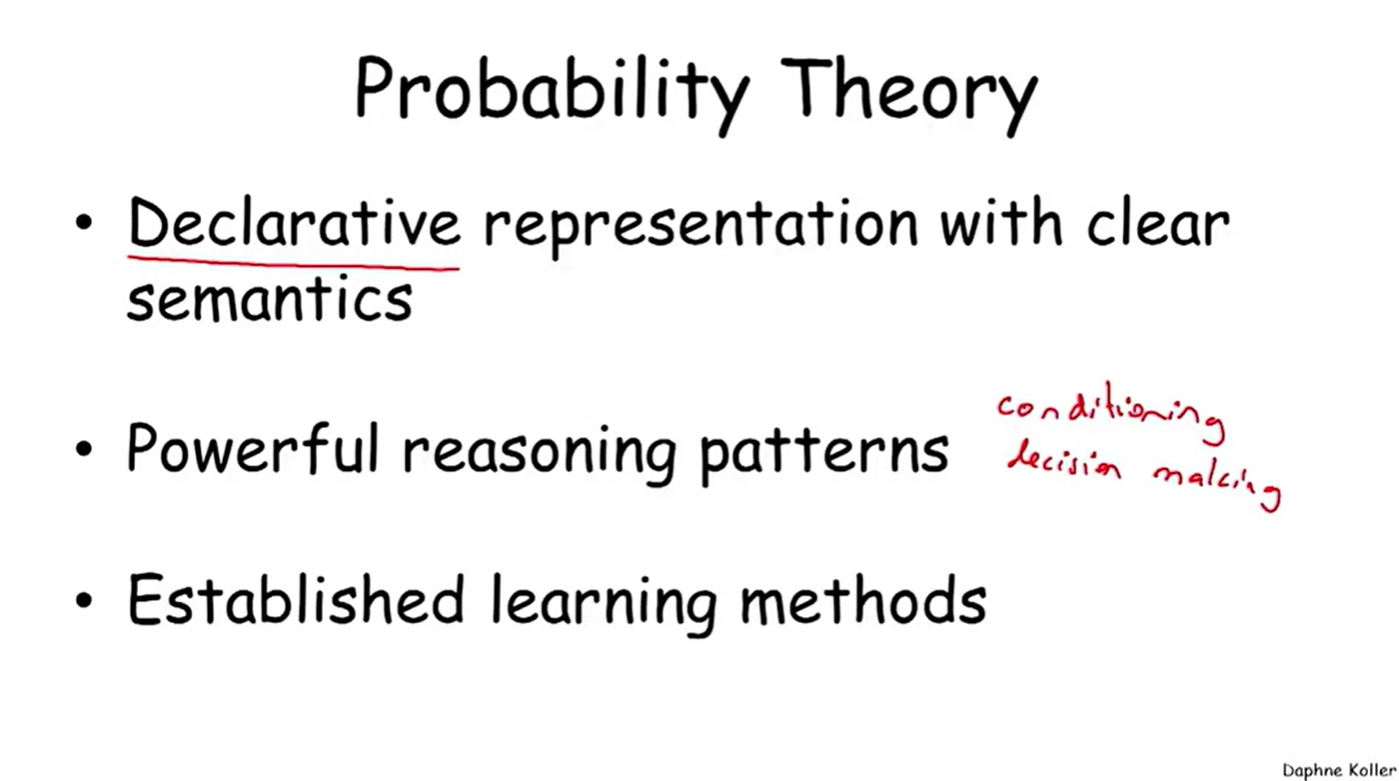 Probability Theory
• Declarative representation with clear
semantics
• Powerful reasoning patterns
conditioning
decision making
• Established learning methods
Daphne Koller